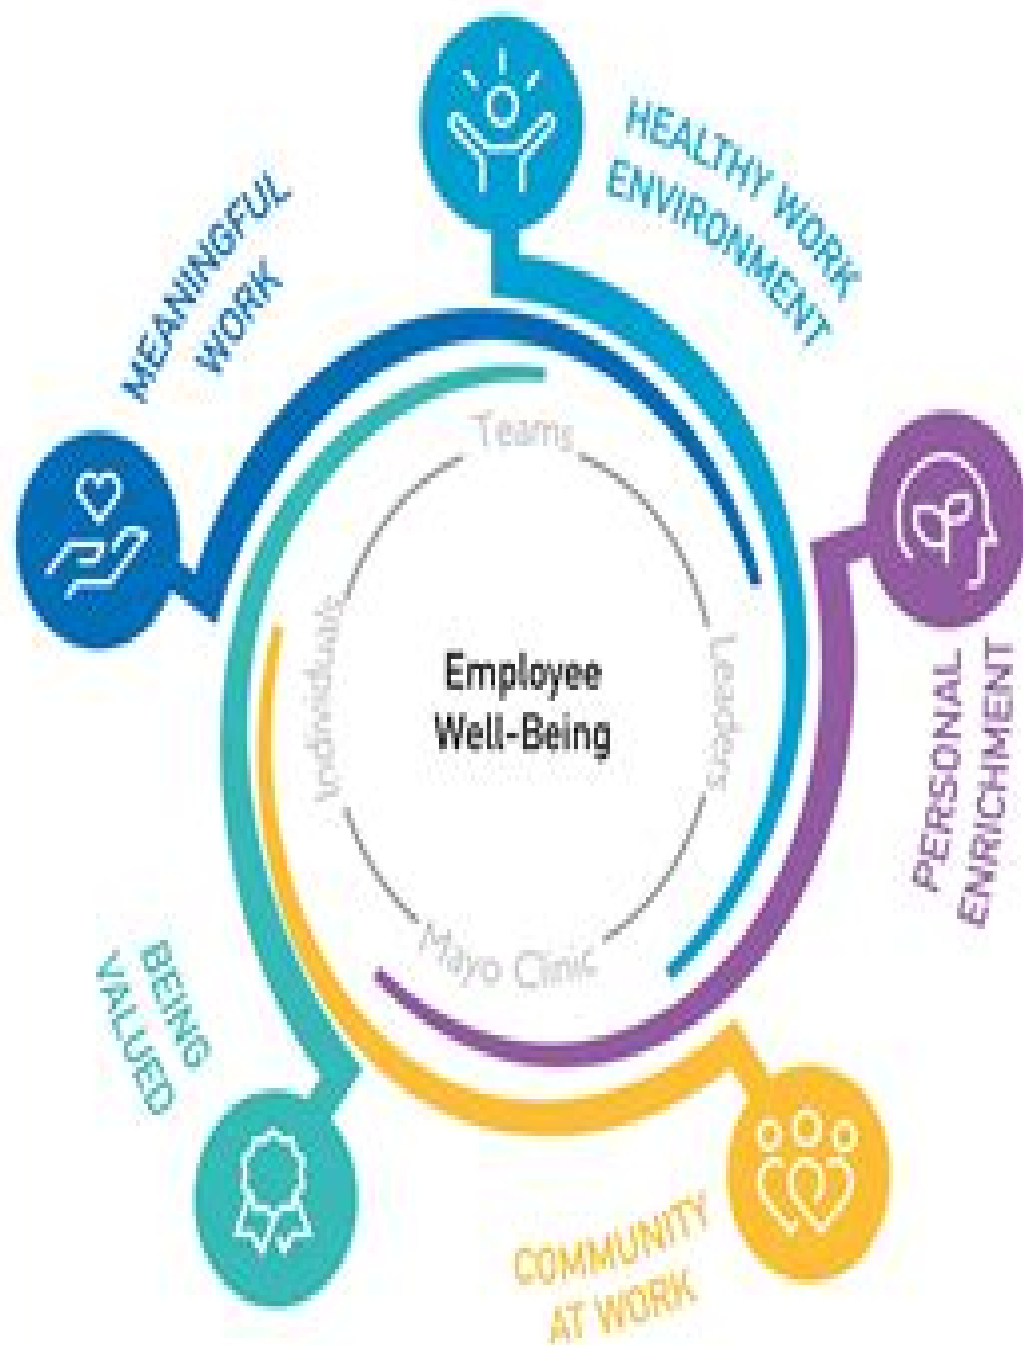 HEALTHY WORK
ENVIRONMENT
MEANINGFUL
WORK
Teams
Individuals
Leaders
Employee
Well-Being
Mayo Clinic
PERSONAL
ENRICHMENT
BEING
VALUED
COMMUNITY
AT WORK